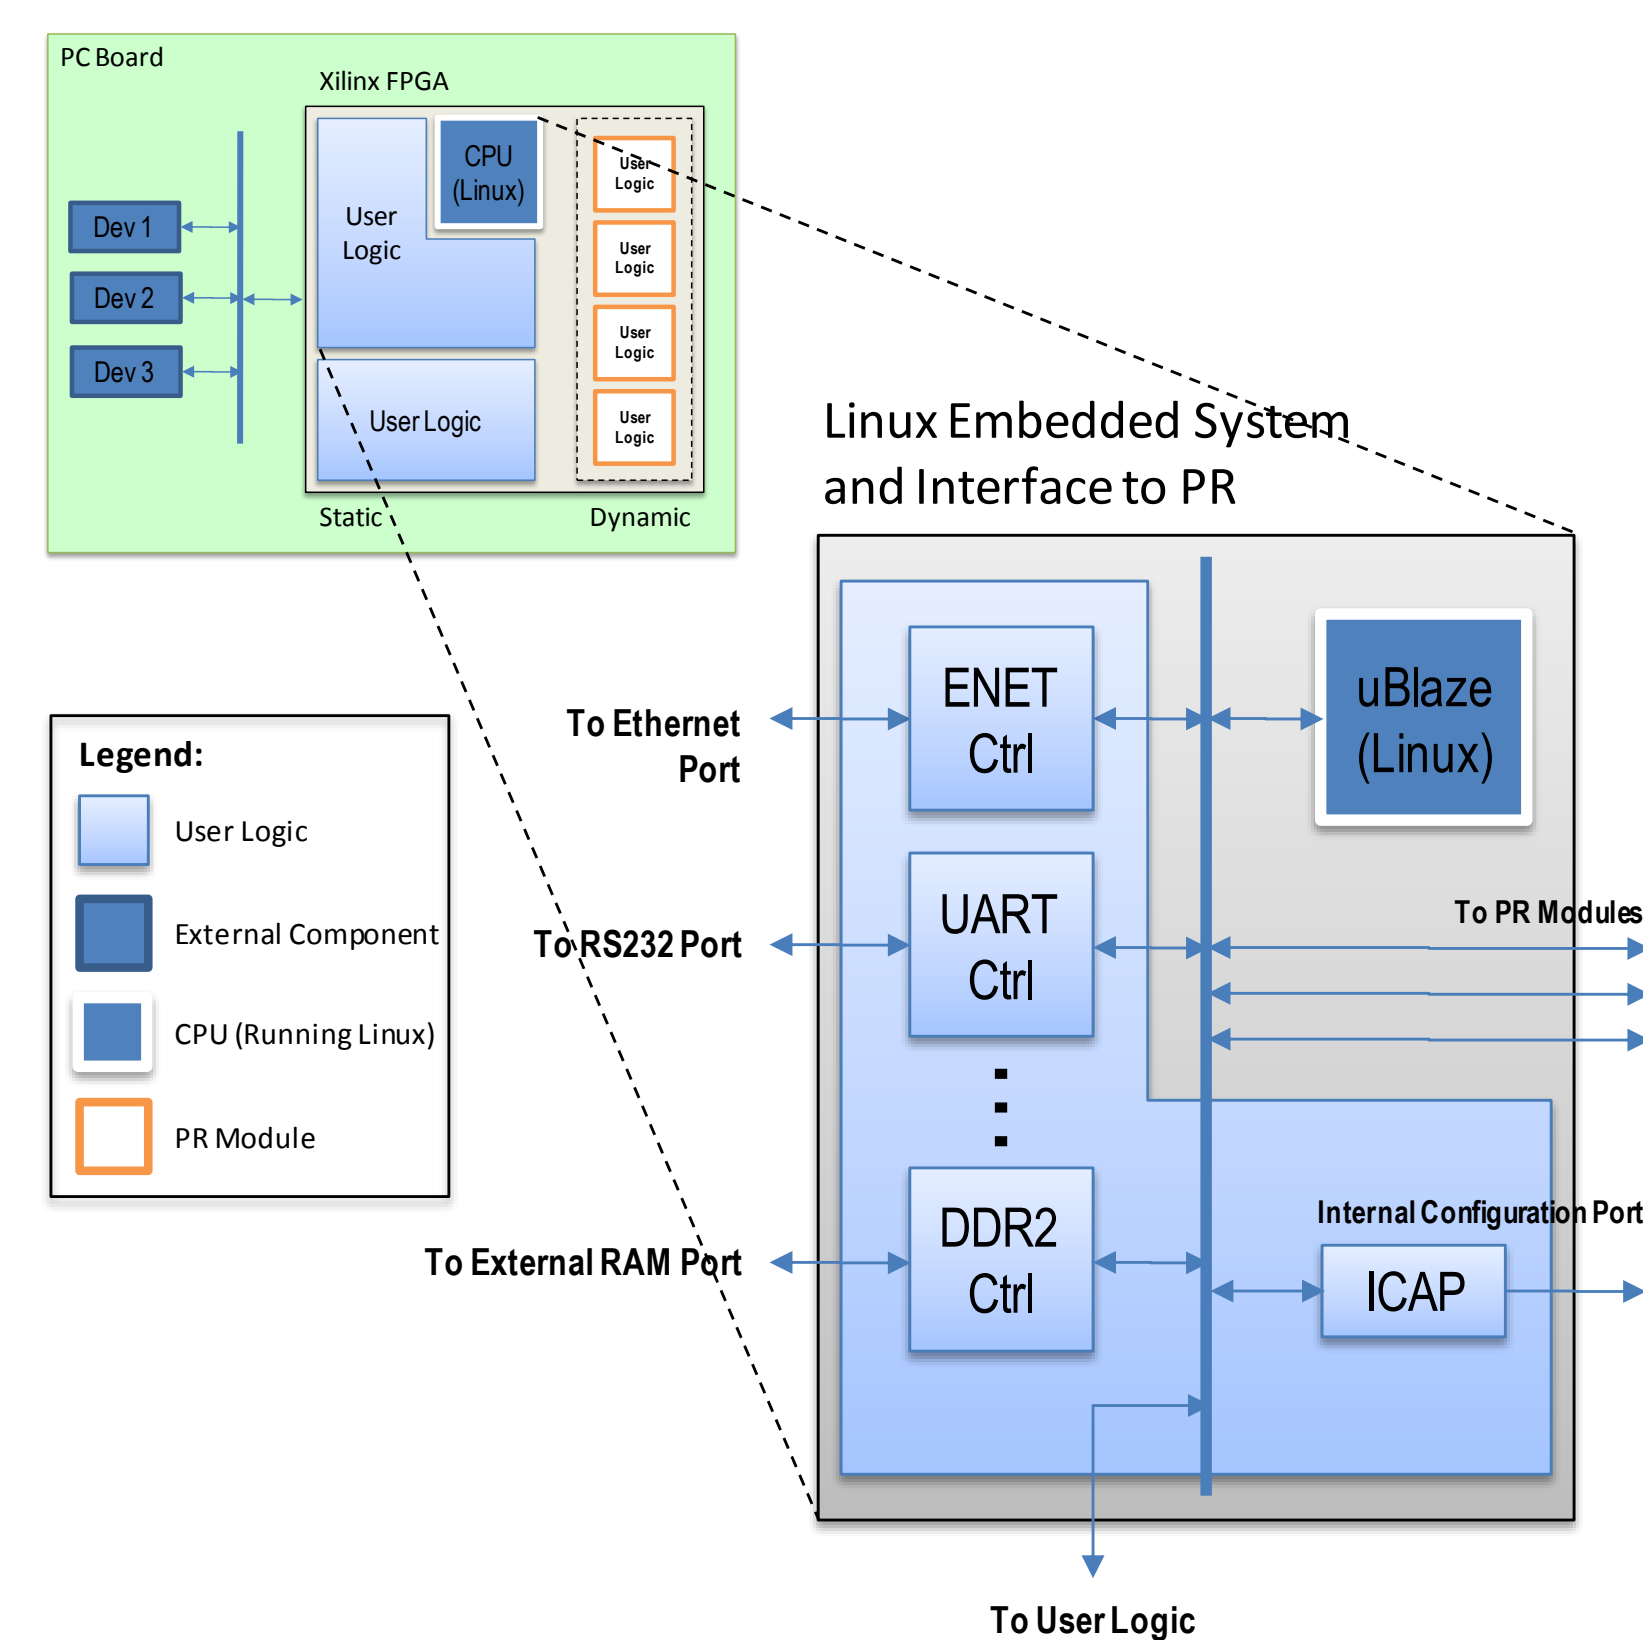 PC Board
Xilinx FPGA
CPU
(Linux)
User
Logic
User Logic
User
Logic
User
Logic
User
Logic
User
Logic
Dev 1
Dev 2
Dev 3
Static
Dynamic
Linux Embedded System
and Interface to PR
Legend:
User Logic
External Component
CPU (Running Linux)
PR Module
To Ethernet
Port
To RS232 Port
To External RAM Port
ENET
Ctrl
UART
Ctrl
DDR2
Ctrl
uBlaze
(Linux)
To PR Modules
Internal Configuration Port
ICAP
To User Logic